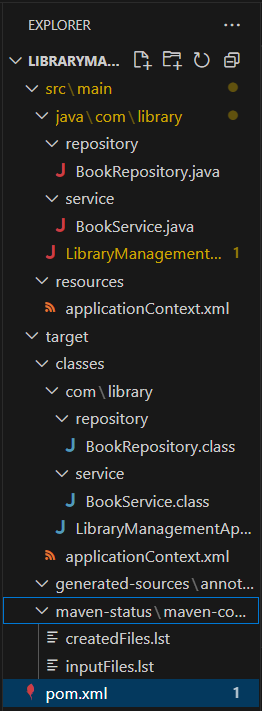 EXPLORER
LIBRARYMA...
src\main
java\com\library
repository
BookRepository.java
service
BookService.java
LibraryManagement... 1
resources
applicationContext.xml
target
classes
com\library
repository
BookRepository.class
service
BookService.class
LibraryManagementAp...
applicationContext.xml
generated-sources\annot...
maven-status\maven-co...
createdFiles.lst
inputFiles.lst
pom.xml 1